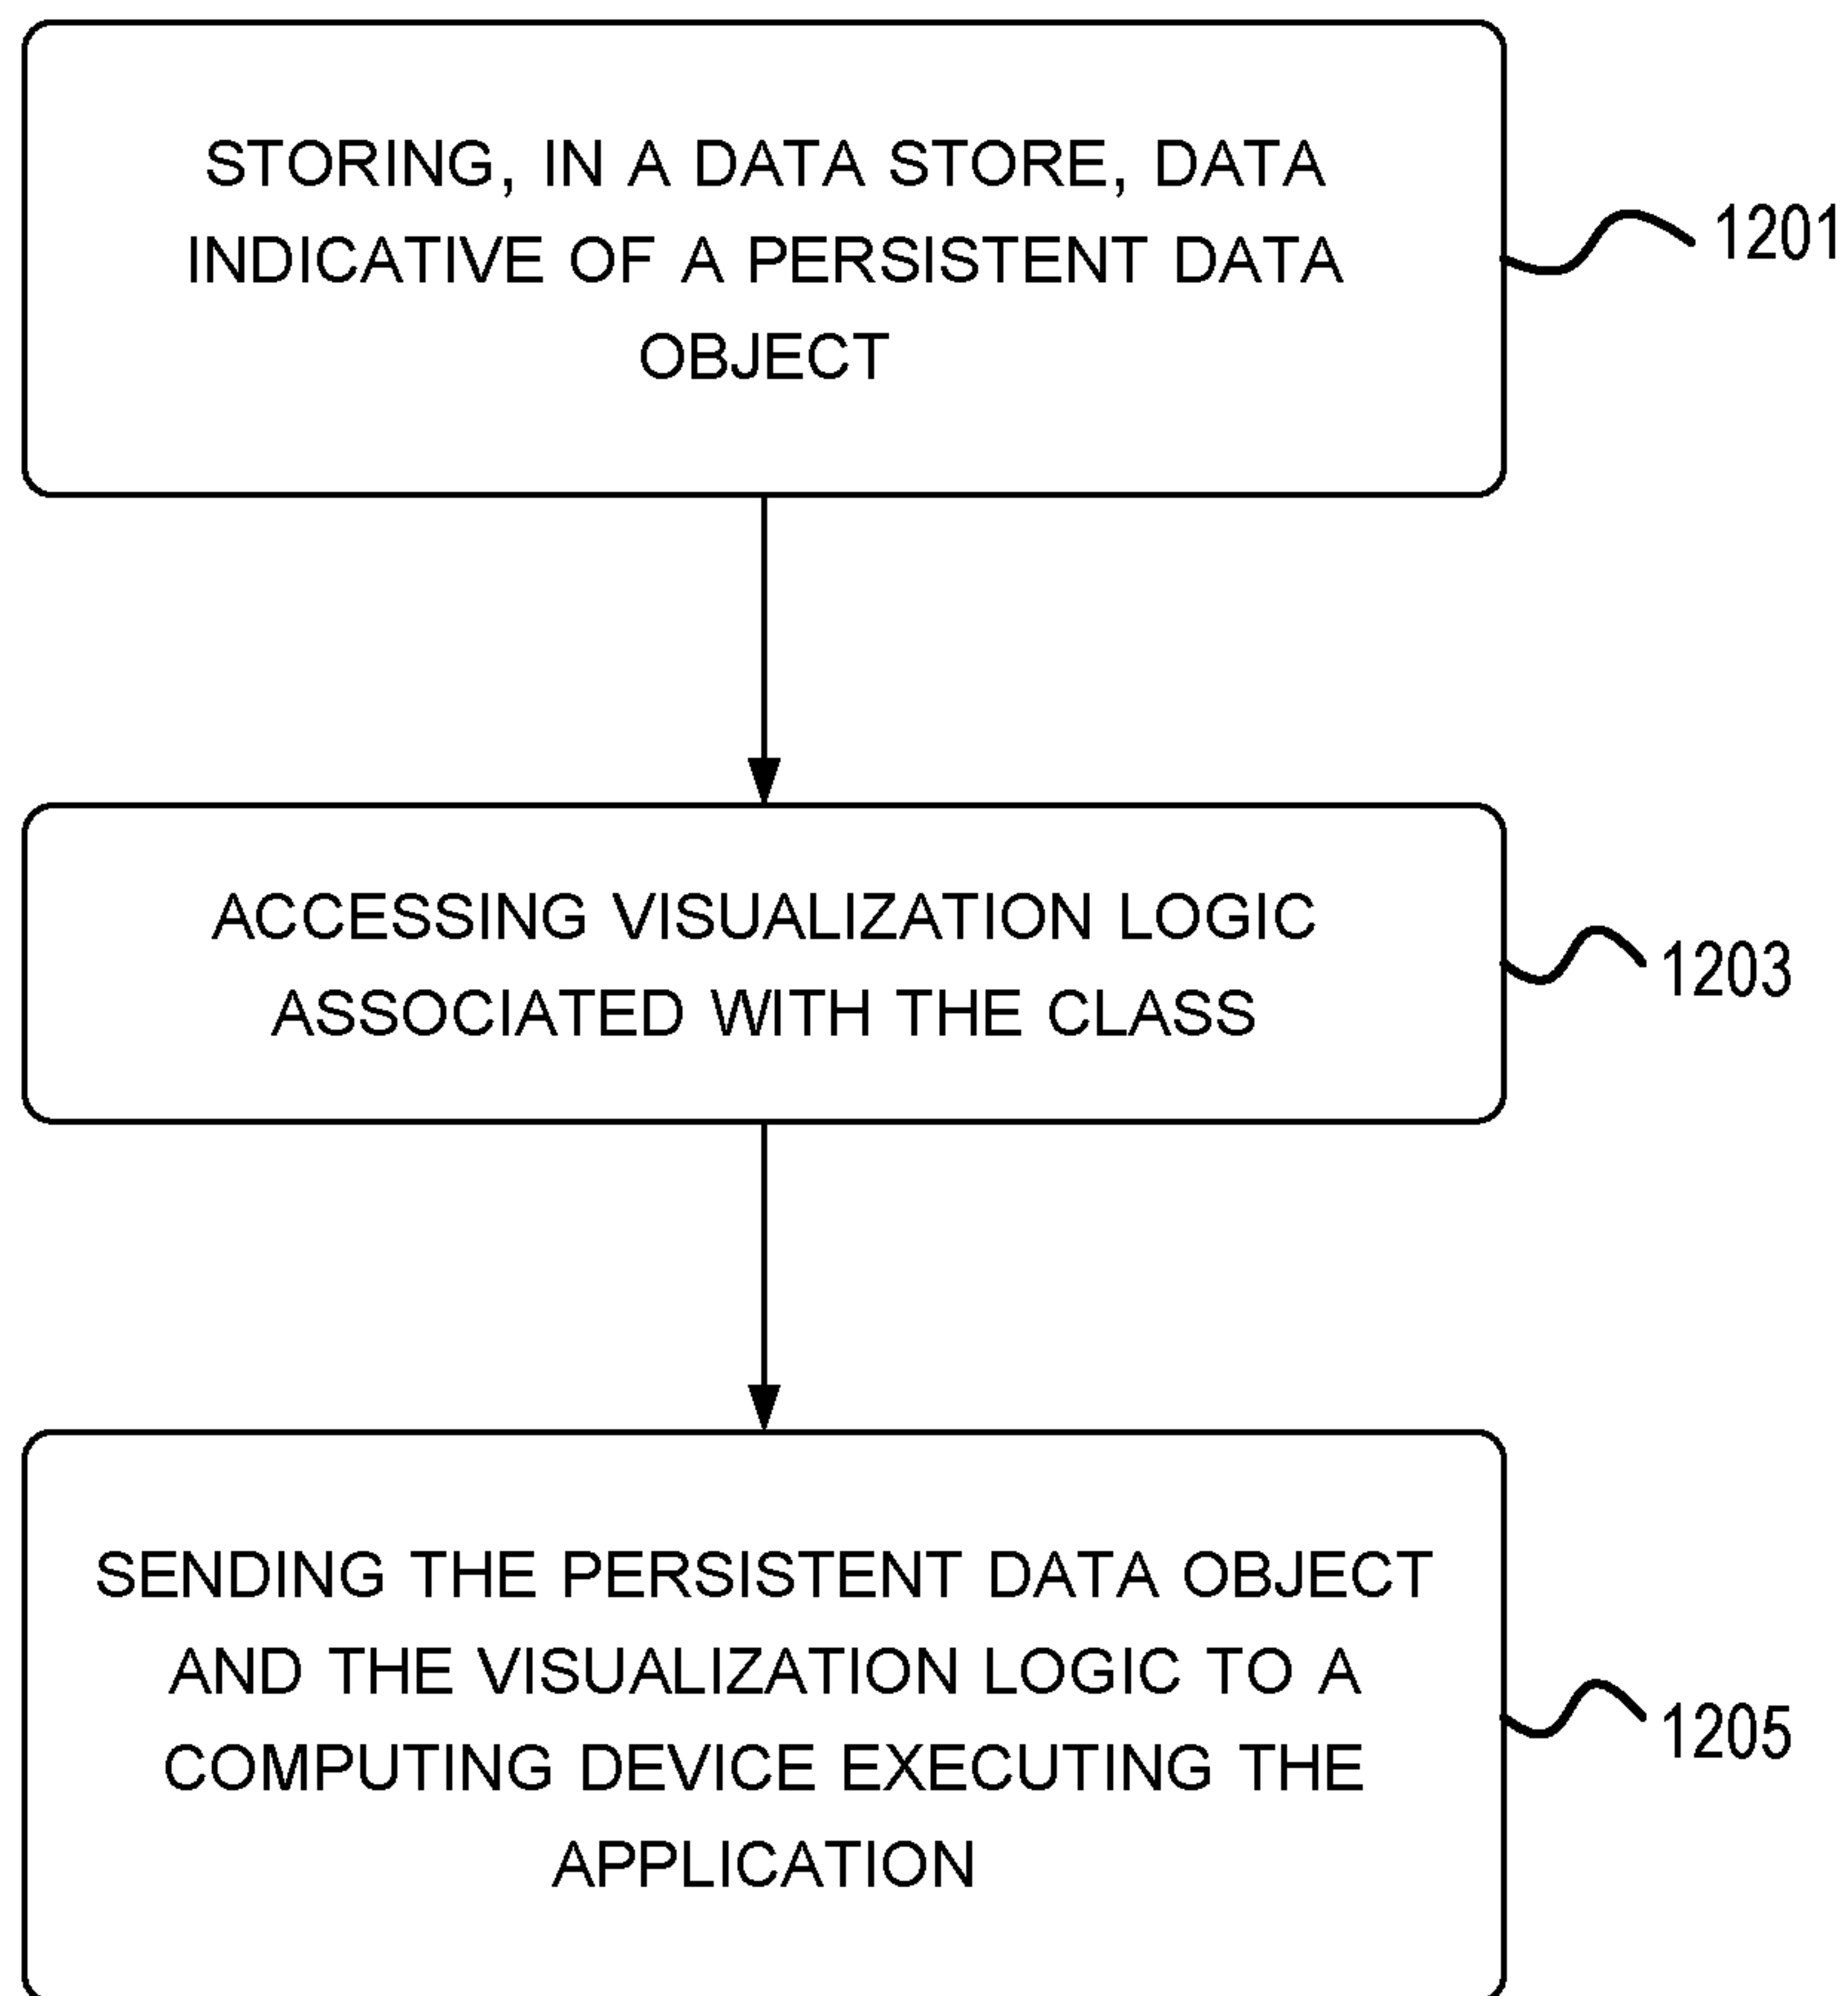 STORING, IN A DATA STORE, DATA
INDICATIVE OF A PERSISTENT DATA
OBJECT
1201
ACCESSING VISUALIZATION LOGIC
ASSOCIATED WITH THE CLASS
1203
SENDING THE PERSISTENT DATA OBJECT
AND THE VISUALIZATION LOGIC TO A
COMPUTING DEVICE EXECUTING THE
APPLICATION
1205